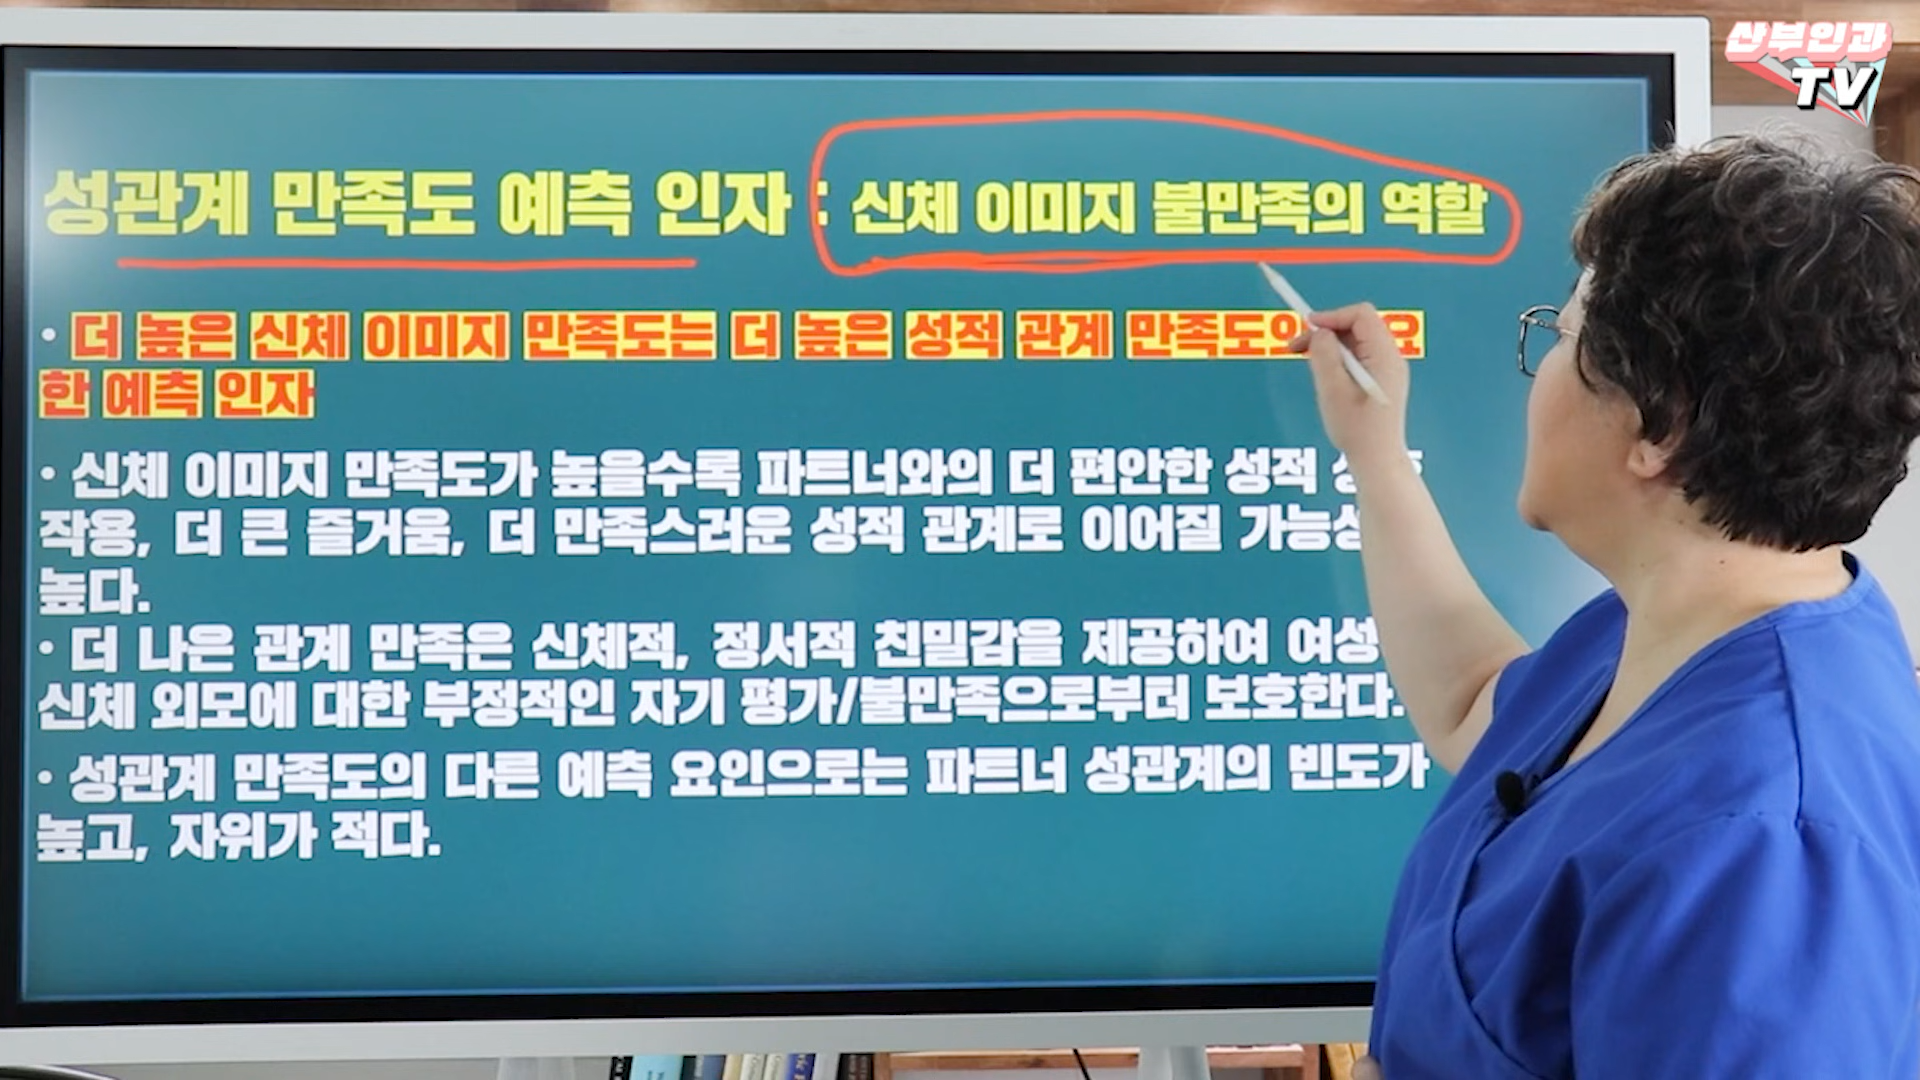 산부인과
TV
성관계 만족도 예측 인자 : 신체 이미지 불만족의 역할
• 더 높은 신체 이미지 만족도는 더 높은 성적 관계 만족도의
한 예측 인자
• 신체 이미지 만족도가 높을수록 파트너와의 더 편안한 성적
작용, 더 큰 즐거움, 더 만족스러운 성적 관계로 이어질
높다.
• 더 나은 관계 만족은 신체적, 정서적 친밀감을 제공하여
신체 외모에 대한 부정적인 자기 평가/불만족으로부터 보호한다.
• 성관계 만족도의 다른 예측 요인으로는 파트너 성관계의 빈도가
높고, 자위가 적다.